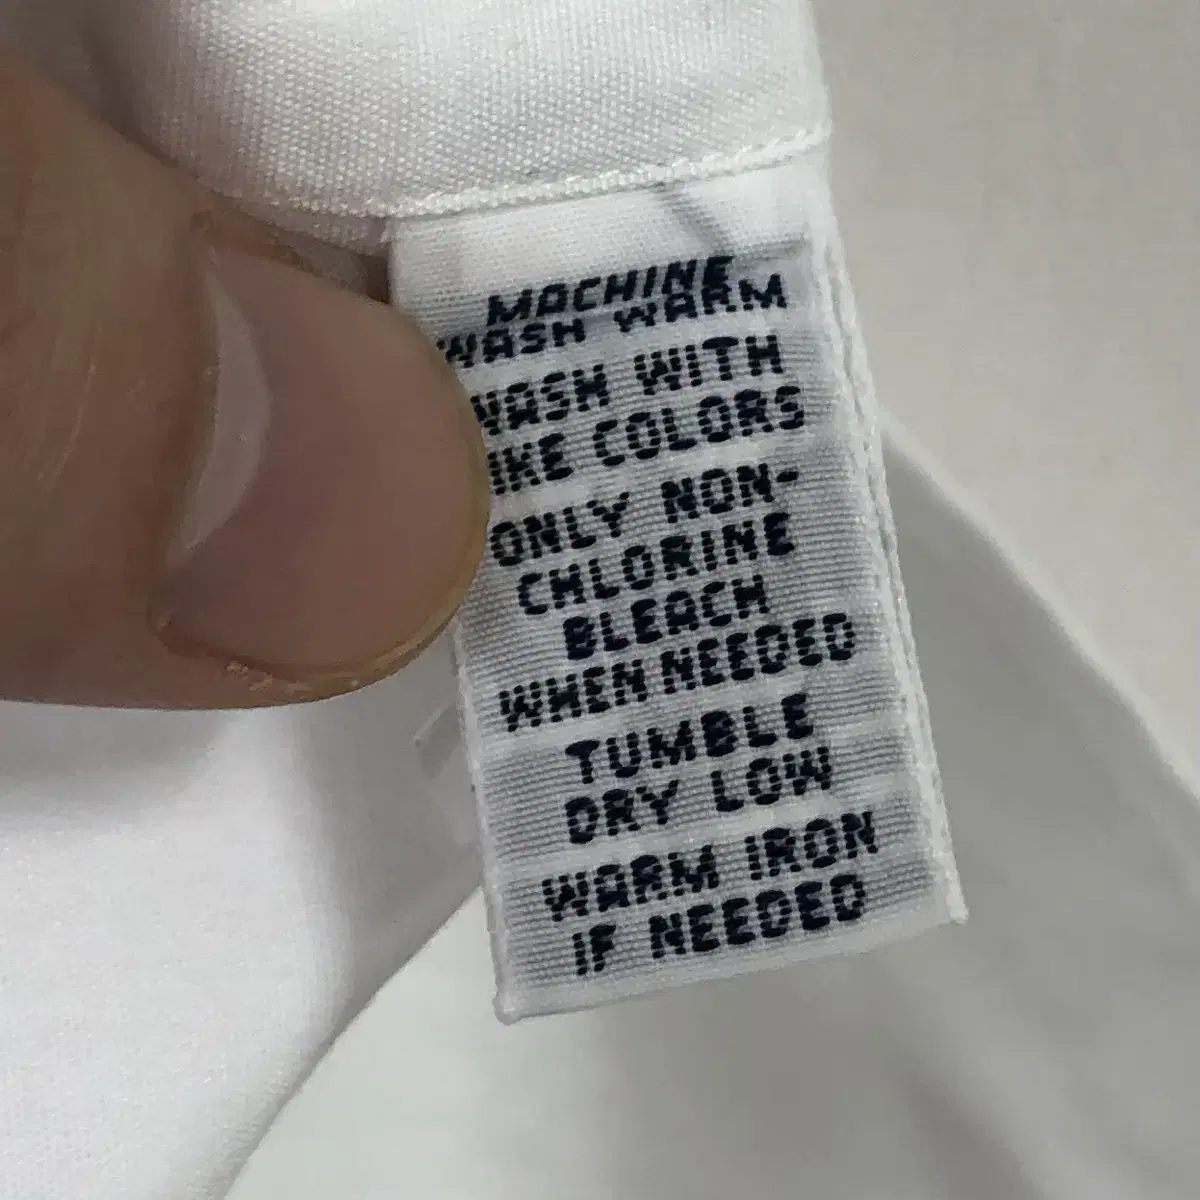 MACHINE
WASH WARM
WASH WITH
LIKE COLORS
ONLY NON-
CHLORINE
BLEACH
WHEN NEEDED
TUMBLE
DRY LOW
WARM IRON
IF NEEDED